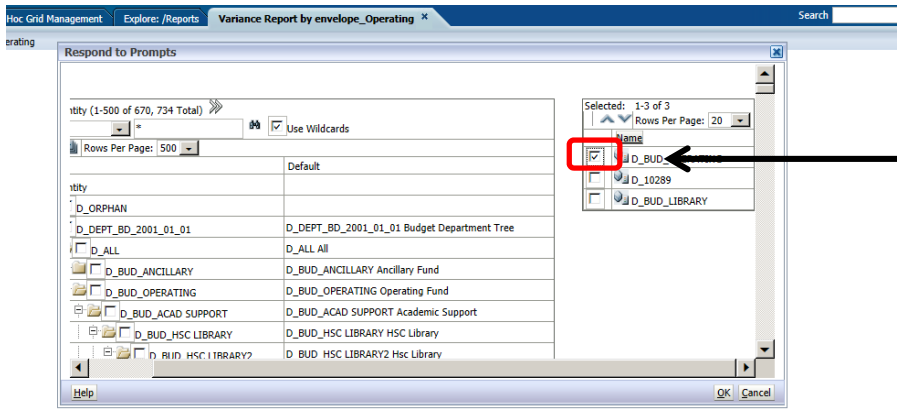 Hoc Grid Management Explore: /Reports Variance Report by envelope_Operating × Search
erating
Respond to Prompts
ntity (1-500 of 670, 734 Total)
* Use Wildcards
Rows Per Page: 500
Default
ntity
D_ORPHAN
D_DEPT_BD_2001_01_01 D_DEPT_BD_2001_01_01 Budget Department Tree
D_ALL D_ALL All
D_BUD_ANCILLARY D_BUD_ANCILLARY Ancillary Fund
D_BUD_OPERATING D_BUD_OPERATING Operating Fund
D_BUD_ACAD SUPPORT D_BUD_ACAD SUPPORT Academic Support
D_BUD_HSC LIBRARY D_BUD_HSC LIBRARY HSC Library
D_BUD_HSC LIBRARY2 D_BUD_HSC LIBRARY2 Hsc Library
Selected: 1-3 of 3
Rows Per Page: 20
Name
D_BUD_OPERATING
D_10289
D_BUD_LIBRARY
Help OK Cancel